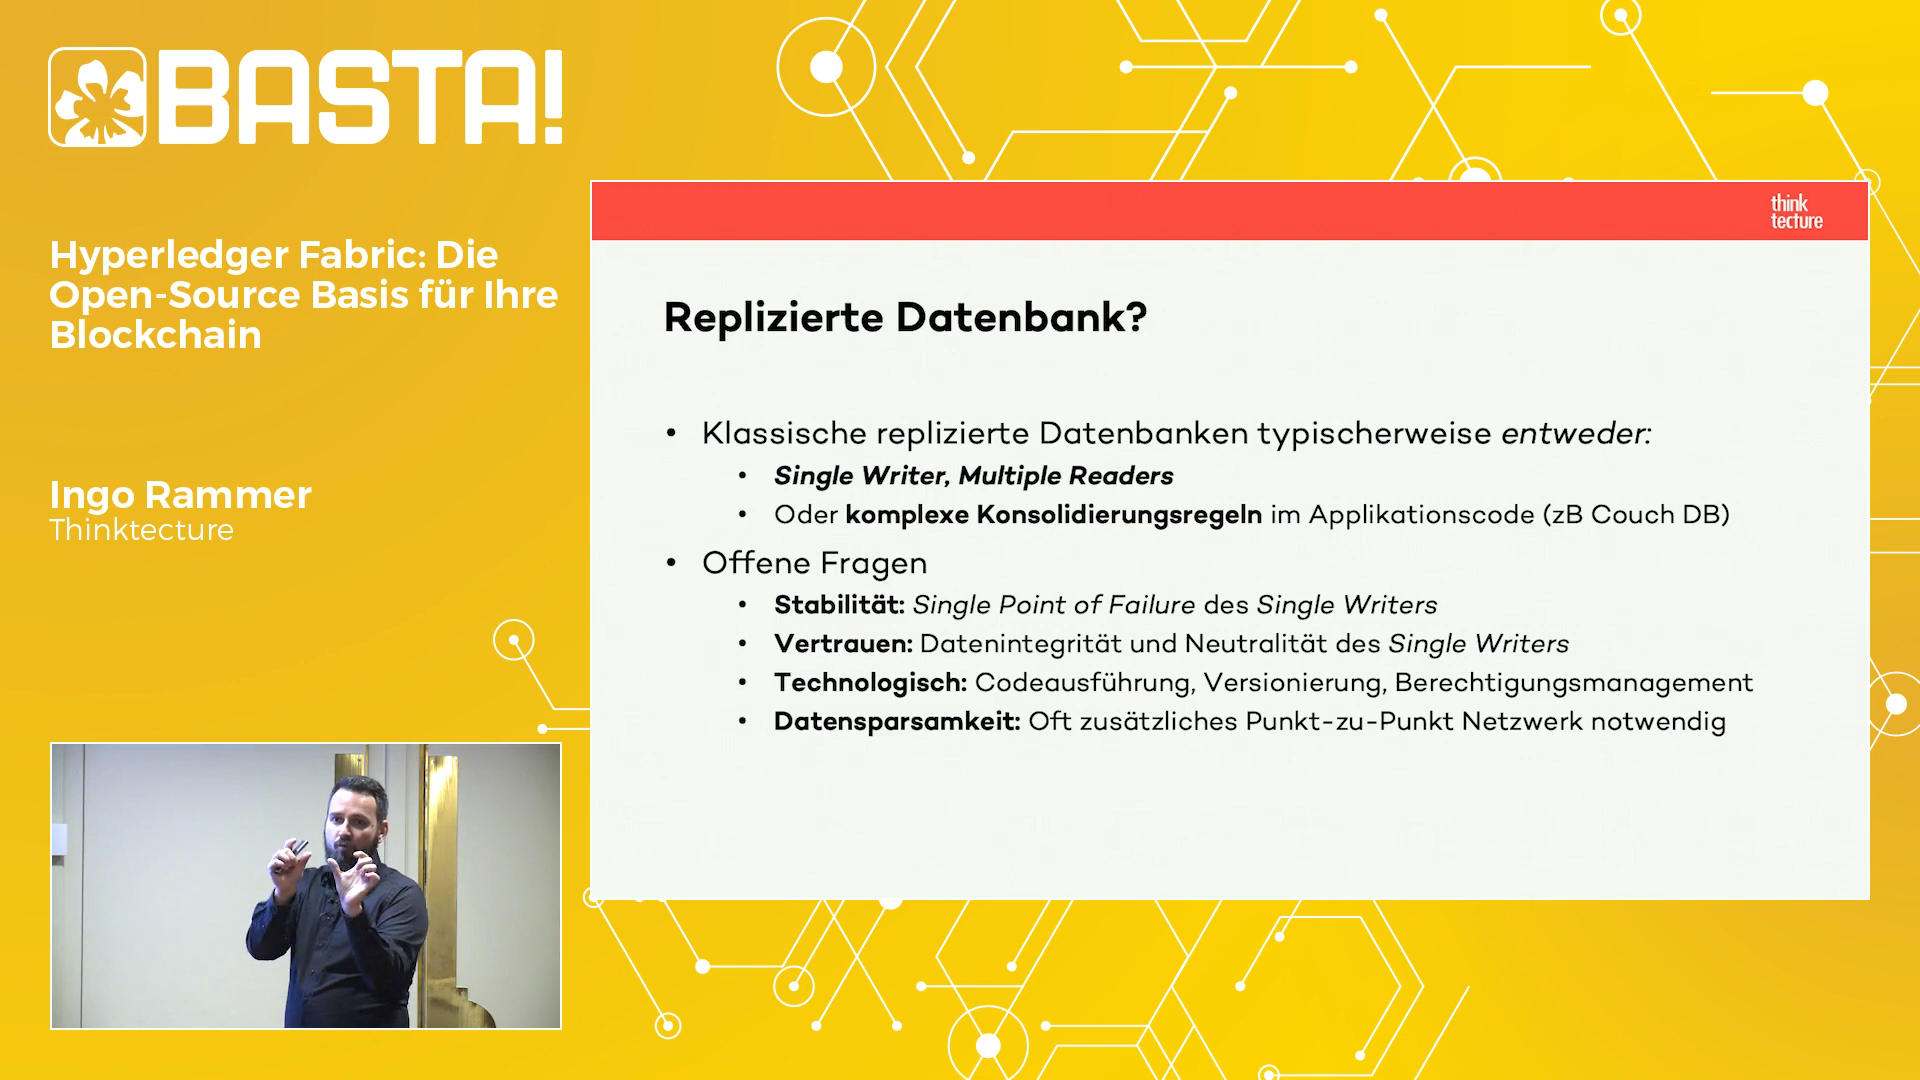 BASTA!
Hyperledger Fabric: Die
Open-Source Basis für Ihre
Blockchain
Ingo Rammer
Thinktecture
think
tecture
Replizierte Datenbank?
• Klassische replizierte Datenbanken typischerweise entweder:
• Single Writer, Multiple Readers
• Oder komplexe Konsolidierungsregeln im Applikationscode (zB Couch DB)
• Offene Fragen
• Stabilität: Single Point of Failure des Single Writers
• Vertrauen: Datenintegrität und Neutralität des Single Writers
• Technologisch: Codeausführung, Versionierung, Berechtigungsmanagement
• Datensparsamkeit: Oft zusätzliches Punkt-zu-Punkt Netzwerk notwendig